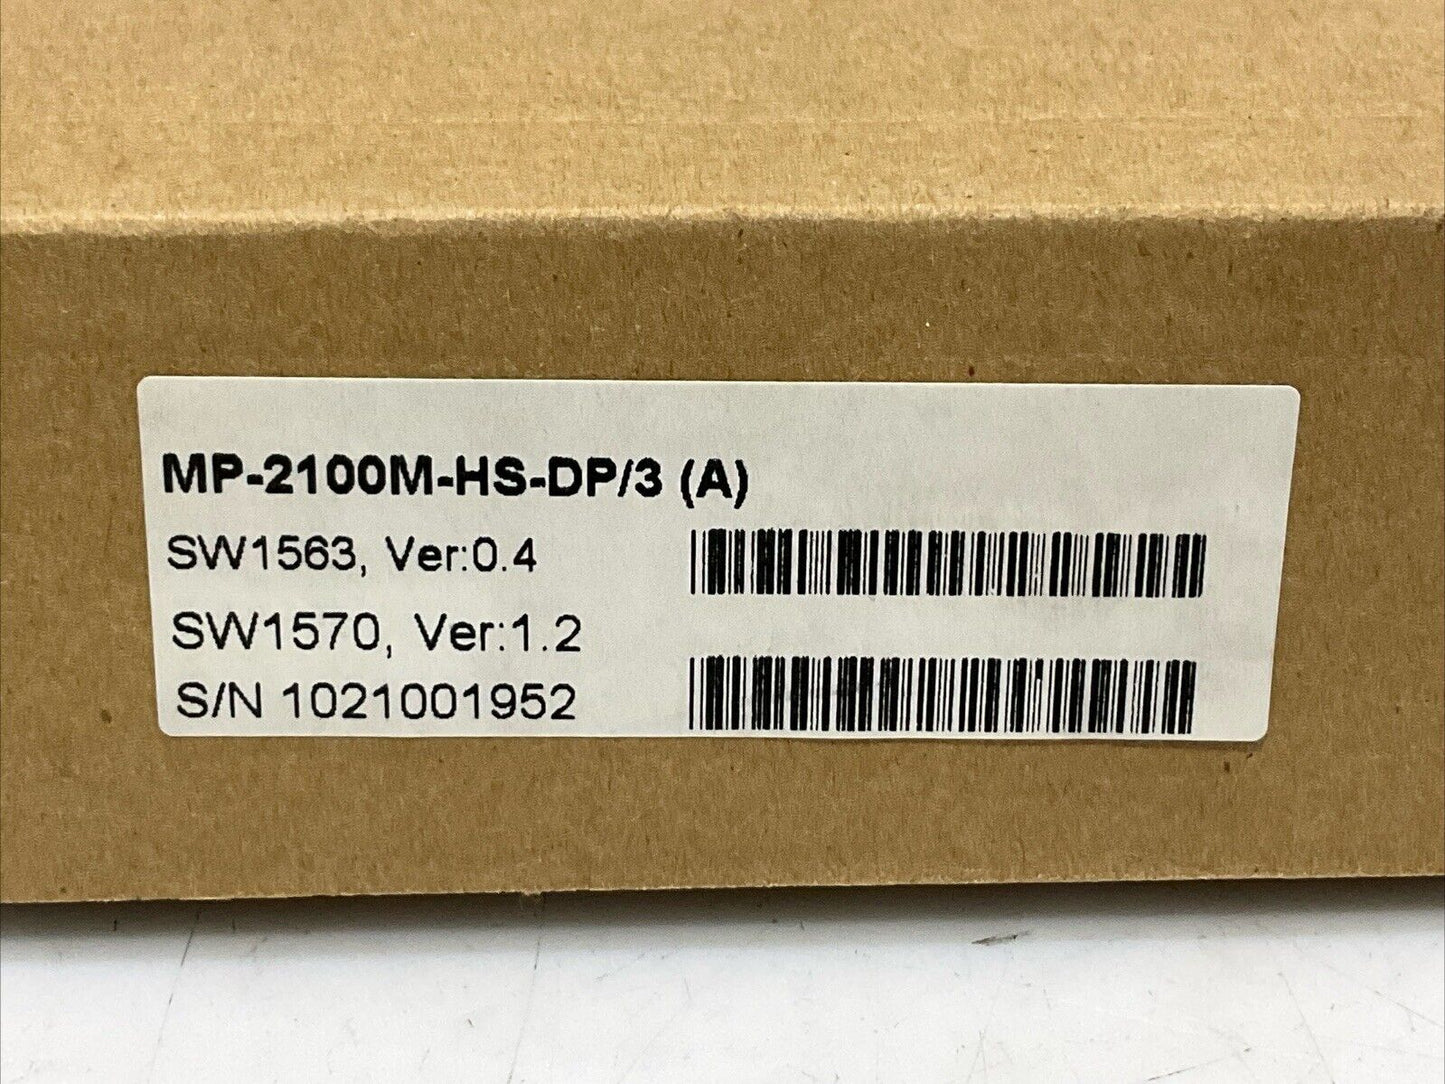 MP-2100M-HS-DP/3 (A)
SW1563, Ver:0.4
SW1570, Ver:1.2
S/N 1021001952